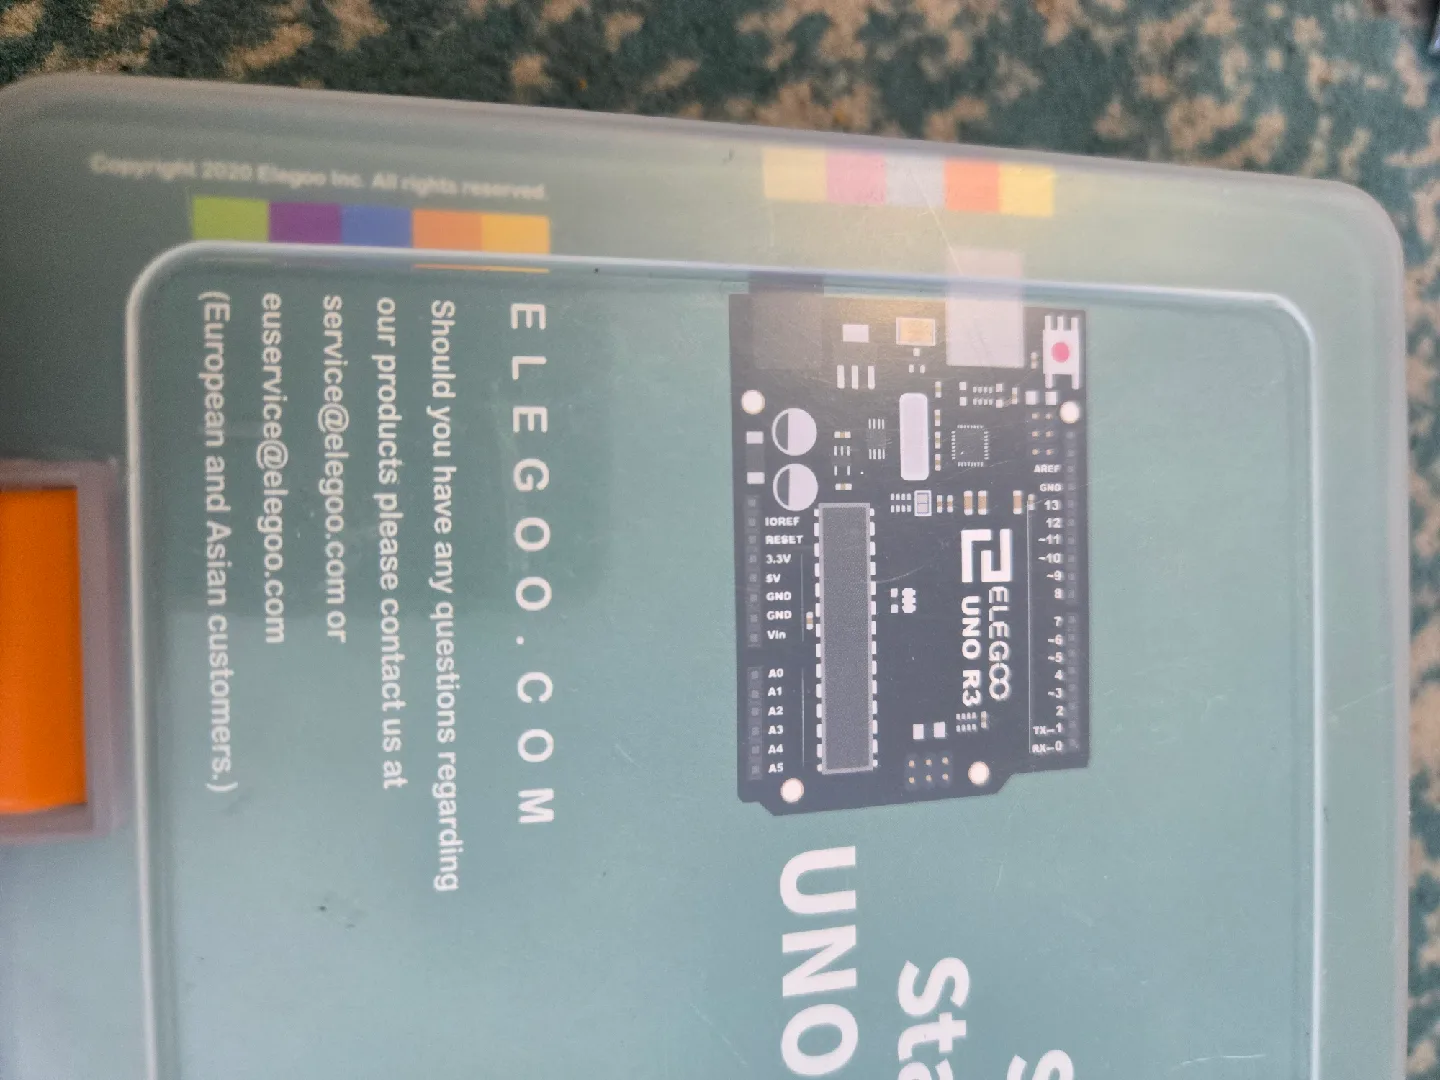 S
Sta
UNO
AREF
GND
13
12
~11
~10
~9
8
7
~6
~5
4
~3
2
TX→1
RX←0
ELEGOO
UNO R3
IOREF
RESET
3.3V
5V
GND
GND
Vin
A0
A1
A2
A3
A4
A5
ELEGOO.COM
Should you have any questions regarding
our products please contact us at
service@elegoo.com or
euservice@elegoo.com
(European and Asian customers.)
Copyright 2020 Elegoo Inc. All rights reserved.